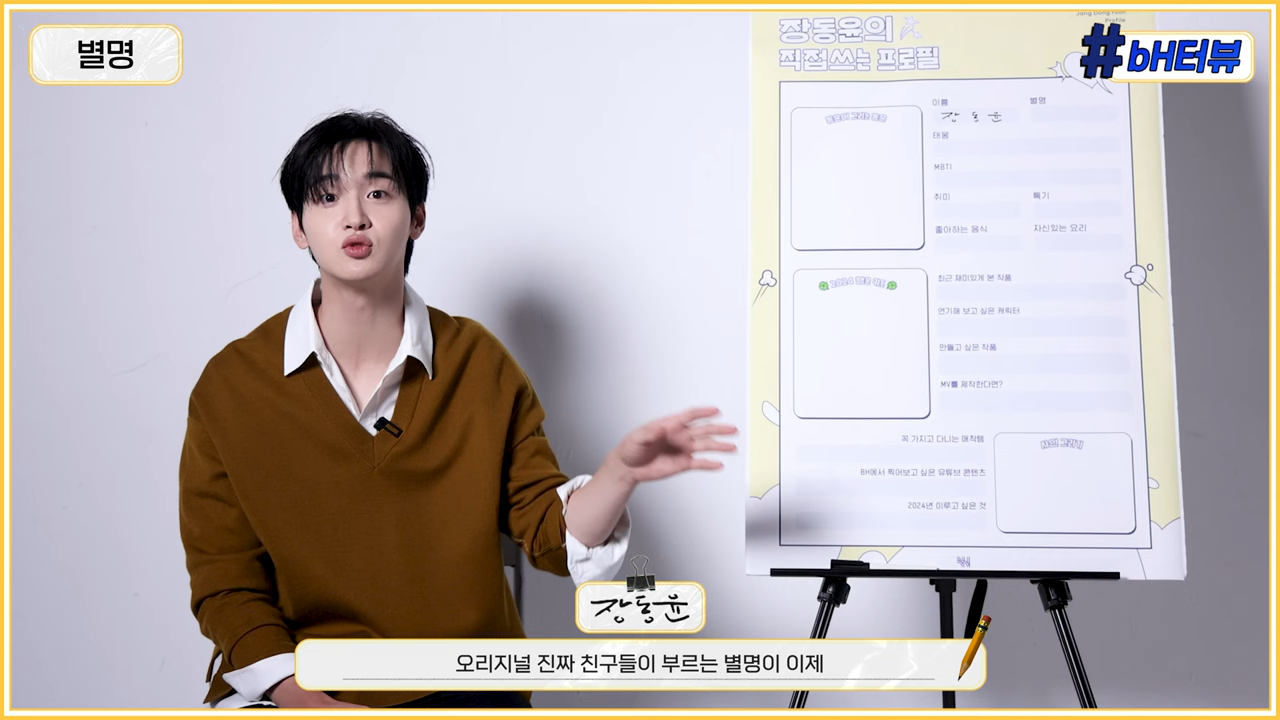 별명
#bH터뷰
Jang Dong Yoon
Profile
장동윤의
직접쓰는 프로필
이름
별명
장동윤
태몽
MBTI
취미
특기
좋아하는 음식
자신있는 요리
최근 재미있게 본 작품
연기해 보고 싶은 캐릭터
만들고 싶은 작품
MV를 제작한다면?
꼭 가지고 다니는 애착템
BH에서 찍어보고 싶은 유튜브 콘텐츠
2024년 이루고 싶은 것
장동윤
오리지널 진짜 친구들이 부르는 별명이 이제